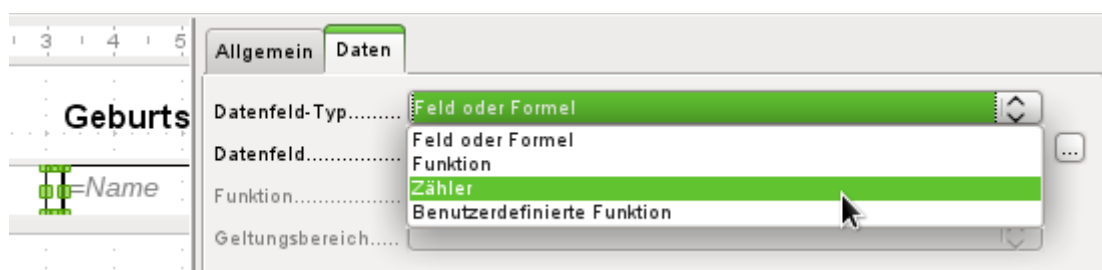 3 4 5
Allgemein Daten
Geburts
Datenfeld-Typ......... Feld oder Formel
Feld oder Formel
Datenfeld............... ...
Funktion
=Name
Zähler
Funktion.................
Benutzerdefinierte Funktion
Geltungsbereich.....